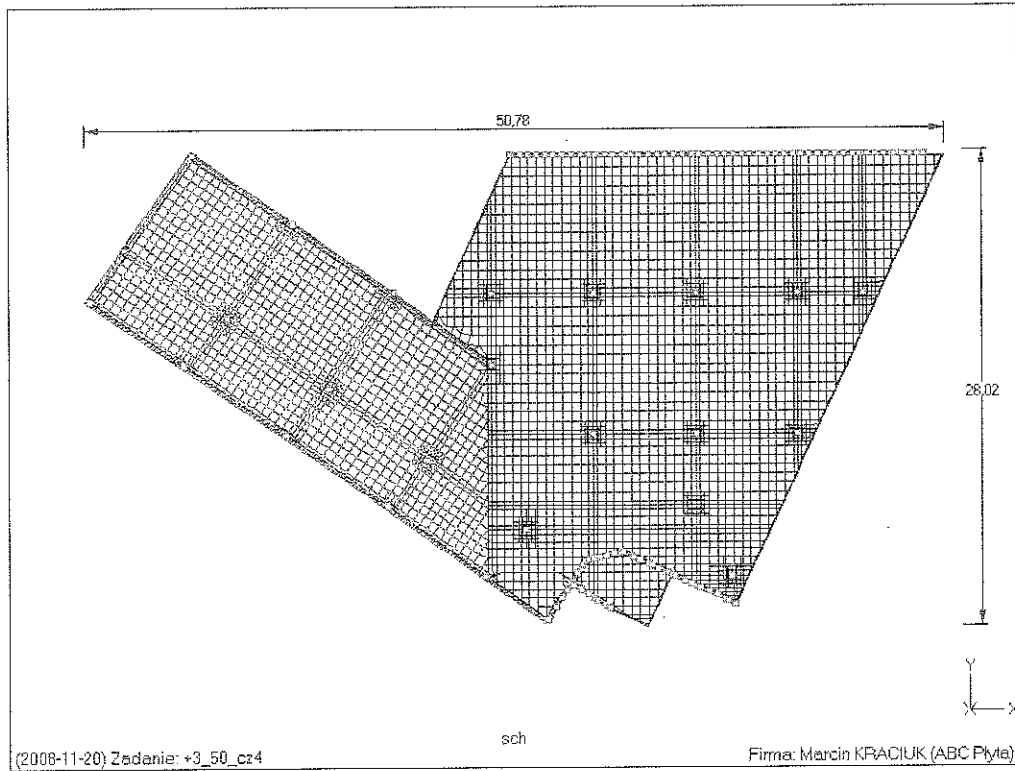 50,78
28,02
Y
X
sch
(2008-11-20) Zadanie: +3_50_cz4
Firma: Marcin KRACIUK (ABC Płyta)